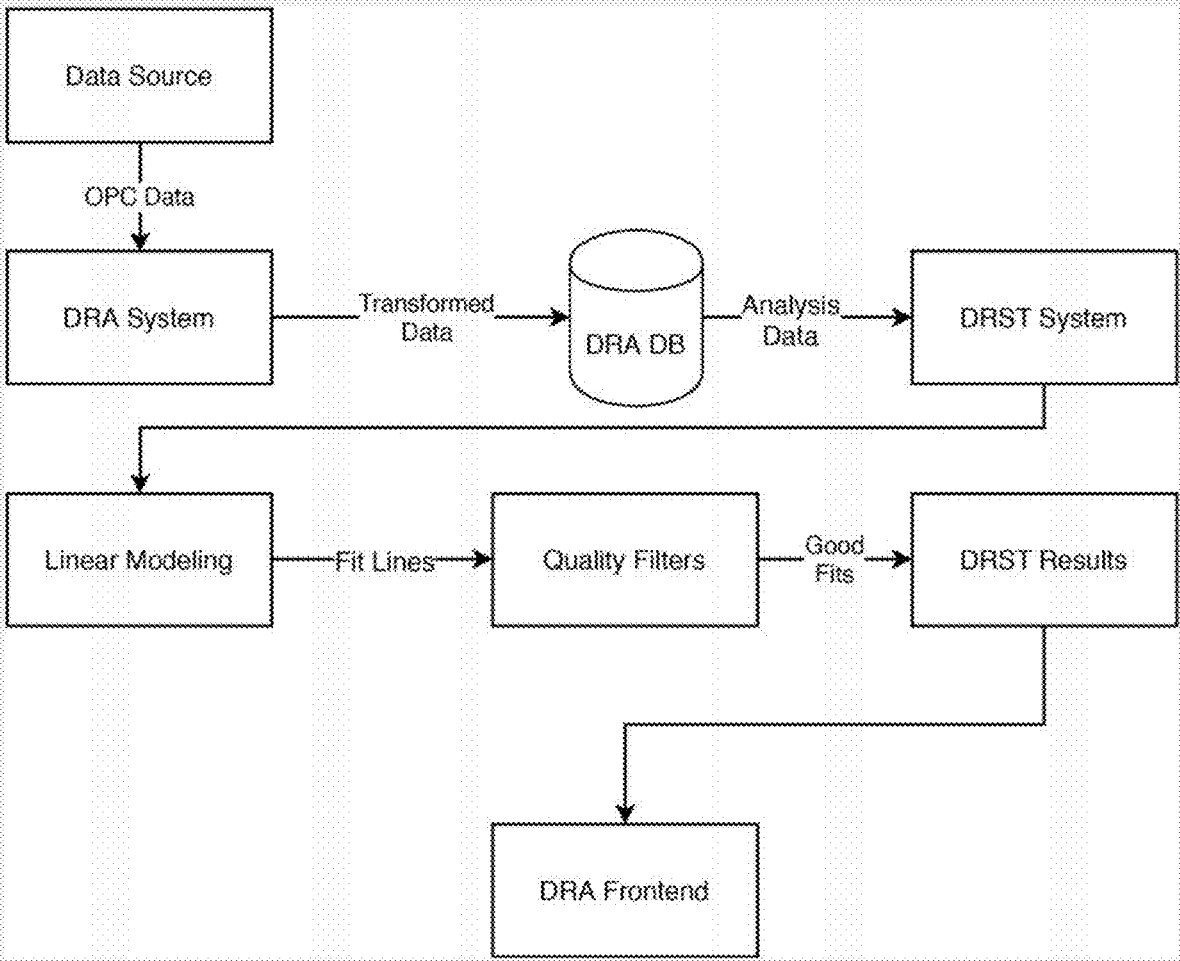 Data Source
OPC Data
DRA System
Transformed
Data
DRA DB
Analysis
Data
DRST System
Linear Modeling
Fit Lines
Quality Filters
Good
Fits
DRST Results
DRA Frontend